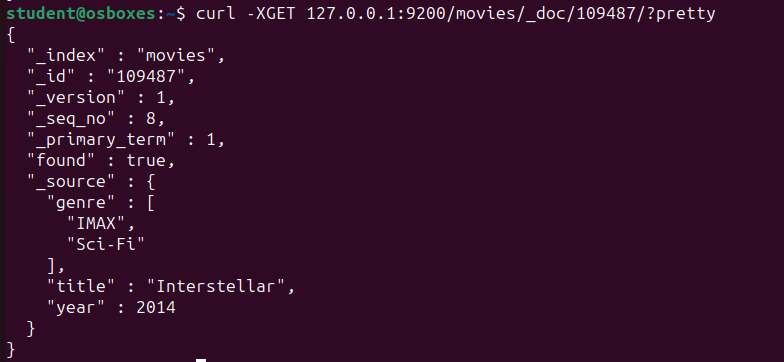 student@osboxes:~$ curl -XGET 127.0.0.1:9200/movies/_doc/109487/?pretty
{
  "_index" : "movies",
  "_id" : "109487",
  "_version" : 1,
  "_seq_no" : 8,
  "_primary_term" : 1,
  "found" : true,
  "_source" : {
    "genre" : [
      "IMAX",
      "Sci-Fi"
    ],
    "title" : "Interstellar",
    "year" : 2014
  }
}